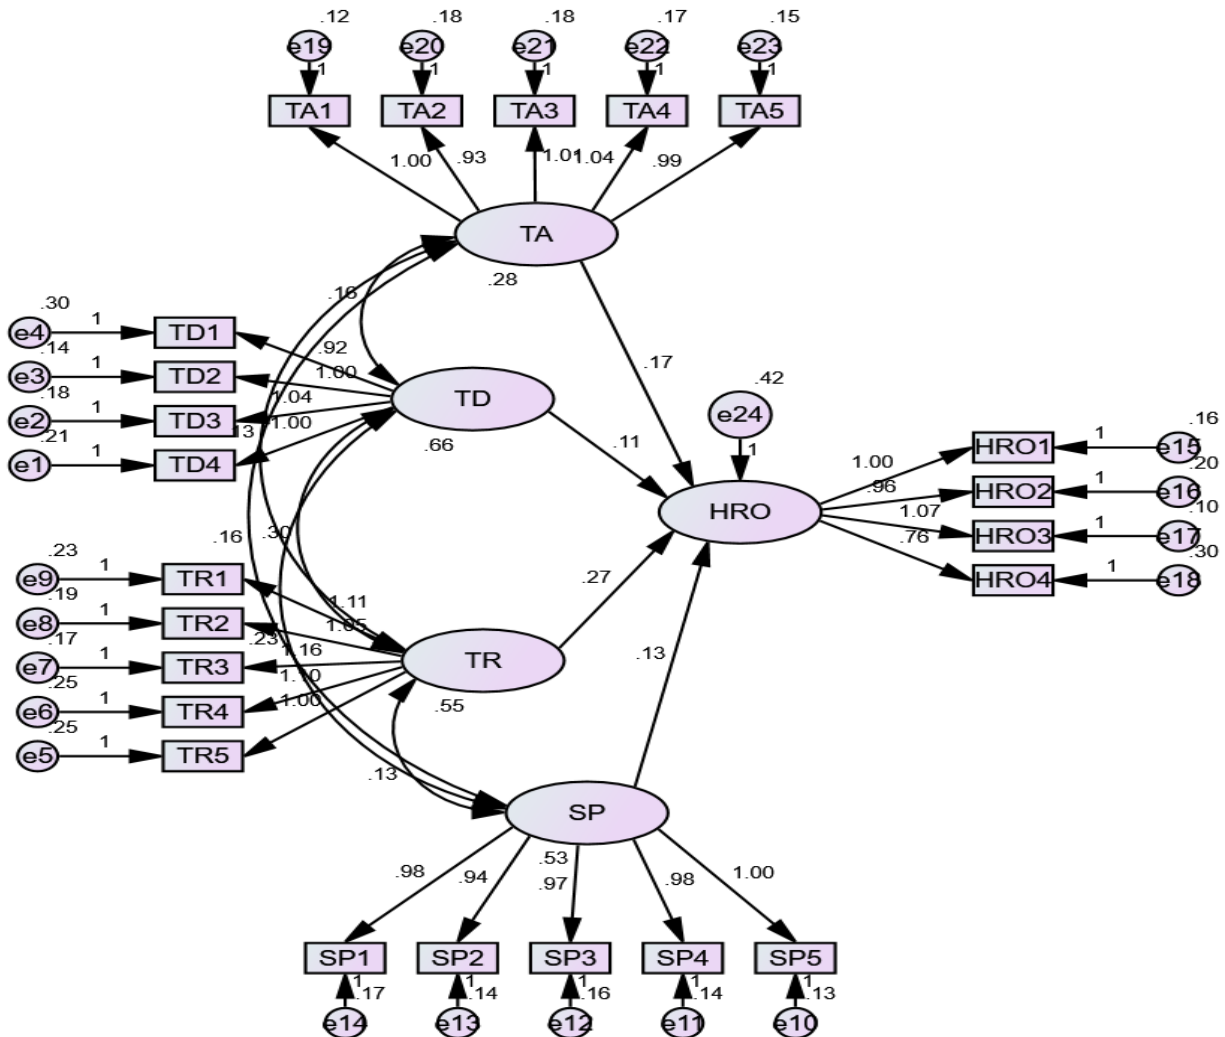 .12 .18 .18 .17 .15
e19 e20 e21 e22 e23
1 1 1 1 1
TA1 TA2 TA3 TA4 TA5
1.00 .93 1.01 1.04 .99
TA
.28
.16
.30
e4 1 TD1
.14
e3 1 TD2
.18
e2 1 TD3
.21
e1 1 TD4
.92
1.00
1.04
1.00
.13
TD
.66
.17
.11
.42
e24
1
HRO
1.00
.96
1.07
.76
HRO1 1 e15 .16
HRO2 1 e16 .20
HRO3 1 e17 .10
HRO4 1 e18 .30
.16 .30
.23
e9 1 TR1
.19
e8 1 TR2
.17
e7 1 TR3
.25
e6 1 TR4
.25
e5 1 TR5
1.11
1.05
.23
1.16
1.10
1.00
TR
.55
.27
.13
.13
SP
.53
.98 .94 .97 .98 1.00
SP1 SP2 SP3 SP4 SP5
1 1 1 1 1
.17 .14 .16 .14 .13
e14 e13 e12 e11 e10